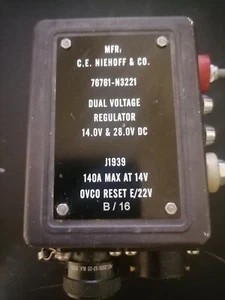 MFR:
C.E. NIEHOFF & CO.
76761-N3221
DUAL VOLTAGE
REGULATOR
14.0V & 28.0V DC
J1939
140A MAX AT 14V
OVCO RESET E/22V
B / 16